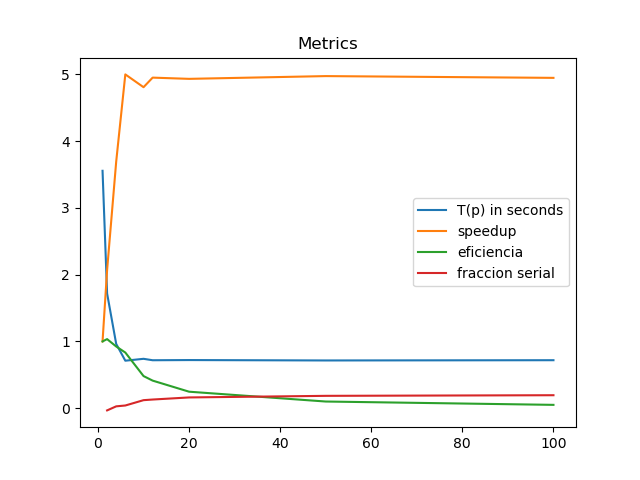 Metrics
5
4
3
2
1
0
T(p) in seconds
speedup
eficiencia
fraccion serial
0 20 40 60 80 100